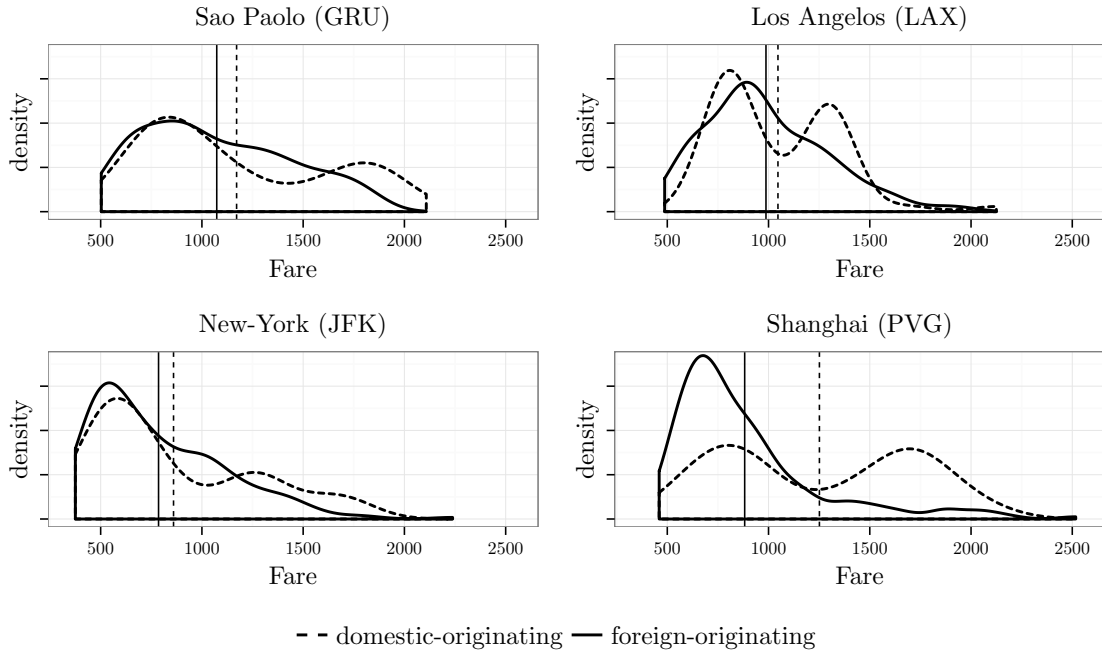 Sao Paolo (GRU)
density
500 1000 1500 2000 2500
Fare
Los Angelos (LAX)
density
500 1000 1500 2000 2500
Fare
New-York (JFK)
density
500 1000 1500 2000 2500
Fare
Shanghai (PVG)
density
500 1000 1500 2000 2500
Fare
domestic-originating foreign-originating